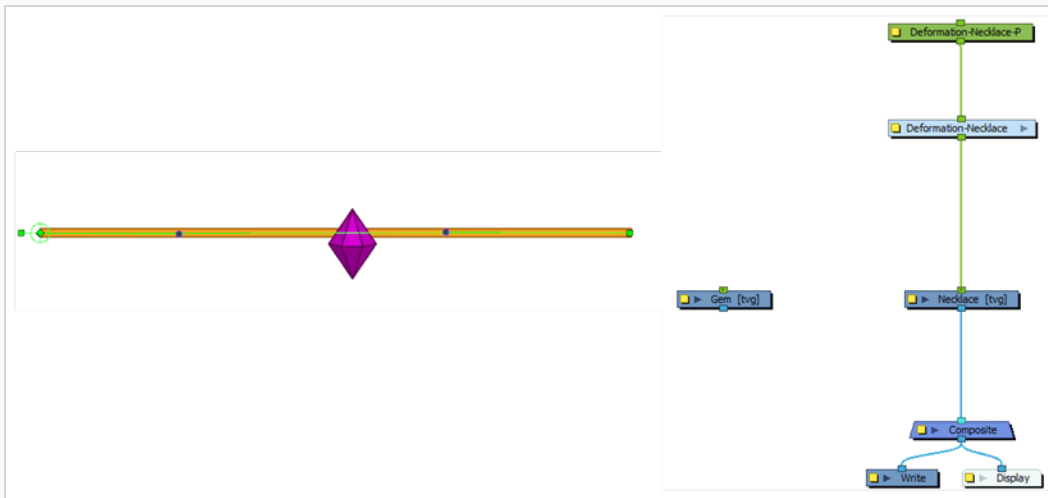 Deformation-Necklace-P
Deformation-Necklace
Gem [tvg]
Necklace [tvg]
Composite
Write
Display